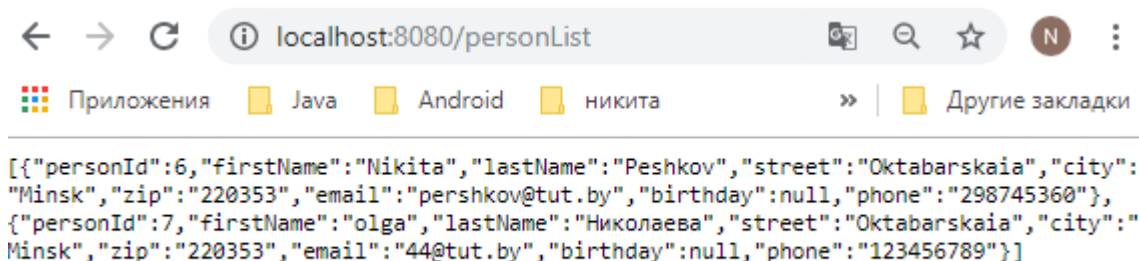 localhost:8080/personList N
Приложения Java Android никита » Другие закладки
[{"personId":6,"firstName":"Nikita","lastName":"Peshkov","street":"Oktabarskaia","city":
"Minsk","zip":"220353","email":"pershkov@tut.by","birthday":null,"phone":"298745360"},
{"personId":7,"firstName":"olga","lastName":"Николаева","street":"Oktabarskaia","city":"
Minsk","zip":"220353","email":"44@tut.by","birthday":null,"phone":"123456789"}]